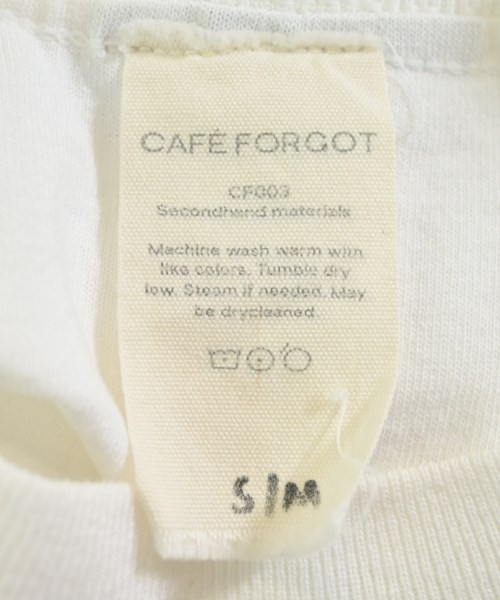 CAFÉ FORGOT
CF003
Secondhand materials
Machine wash warm with
like colors. Tumble dry
low. Steam if needed. May
be drycleaned.
S/M